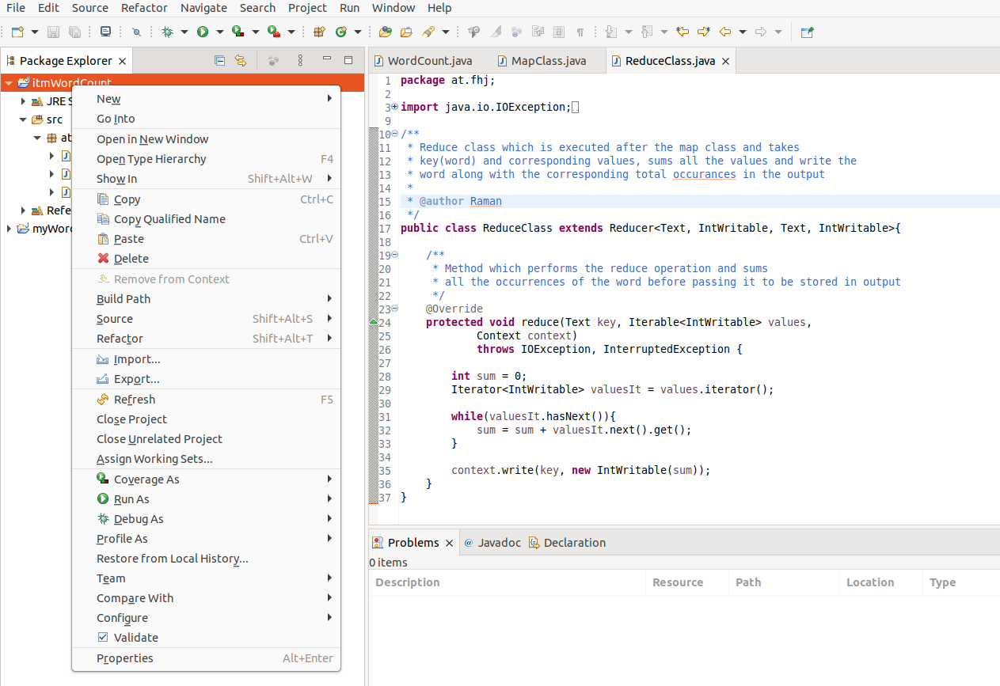 File Edit Source Refactor Navigate Search Project Run Window Help
Package Explorer
itmWordCount
JRE S
src
at
Refe
myWor
New
Go Into
Open in New Window
Open Type Hierarchy F4
Show In Shift+Alt+W
Copy Ctrl+C
Copy Qualified Name
Paste Ctrl+V
Delete
Remove from Context
Build Path
Source Shift+Alt+S
Refactor Shift+Alt+T
Import...
Export...
Refresh F5
Close Project
Close Unrelated Project
Assign Working Sets...
Coverage As
Run As
Debug As
Profile As
Restore from Local History...
Team
Compare With
Configure
Validate
Properties Alt+Enter
WordCount.java MapClass.java ReduceClass.java
1 package at.fhj;
2
3 import java.io.IOException;
9
10 /**
11 * Reduce class which is executed after the map class and takes
12 * key(word) and corresponding values, sums all the values and write the
13 * word along with the corresponding total occurances in the output
14 *
15 * @author Raman
16 */
17 public class ReduceClass extends Reducer<Text, IntWritable, Text, IntWritable>{
18
19 /**
20 * Method which performs the reduce operation and sums
21 * all the occurrences of the word before passing it to be stored in output
22 */
23 @Override
24 protected void reduce(Text key, Iterable<IntWritable> values,
25 Context context)
26 throws IOException, InterruptedException {
27
28 int sum = 0;
29 Iterator<IntWritable> valuesIt = values.iterator();
30
31 while(valuesIt.hasNext()){
32 sum = sum + valuesIt.next().get();
33 }
34
35 context.write(key, new IntWritable(sum));
36 }
37 }
Problems Javadoc Declaration
0 items
Description Resource Path Location Type